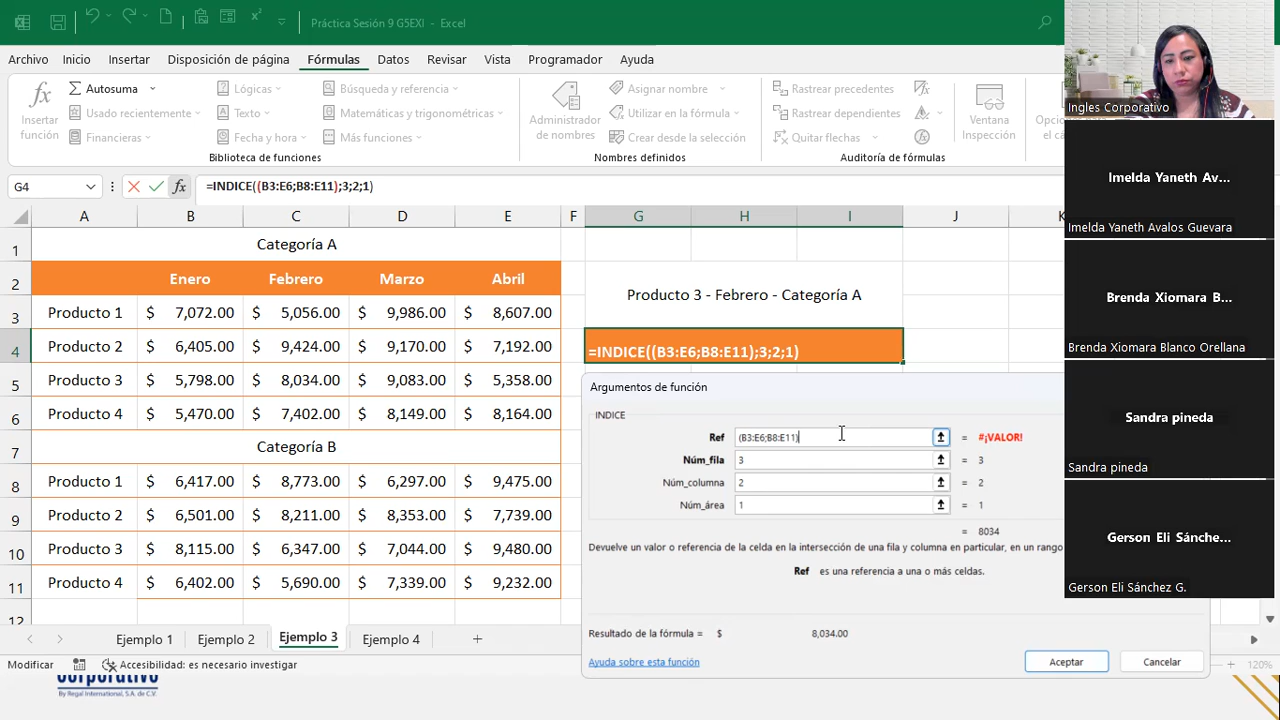 Práctica Sesión 9 G5EXI - Excel
Archivo Inicio Insertar Disposición de página Fórmulas Revisar Vista Programador Ayuda
Insertar función
Autosuma
Usado recientemente
Financieras
Lógicas
Texto
Fecha y hora
Biblioteca de funciones
Administrador de nombres
Asignar nombre
Utilizar en la fórmula
Crear desde la selección
Nombres definidos
Quitar flechas
Auditoría de fórmulas
Ventana
Inspección
G4
fx
=INDICE((B3:E6;B8:E11);3;2;1)
A B C D E F G H I J K
1 Categoría A
2 Enero Febrero Marzo Abril
3 Producto 1 $ 7,072.00 $ 5,056.00 $ 9,986.00 $ 8,607.00 Producto 3 - Febrero - Categoría A
4 Producto 2 $ 6,405.00 $ 9,424.00 $ 9,170.00 $ 7,192.00 =INDICE((B3:E6;B8:E11);3;2;1)
5 Producto 3 $ 5,798.00 $ 8,034.00 $ 9,083.00 $ 5,358.00
6 Producto 4 $ 5,470.00 $ 7,402.00 $ 8,149.00 $ 8,164.00
7 Categoría B
8 Producto 1 $ 6,417.00 $ 8,773.00 $ 7,297.00 $ 9,475.00
9 Producto 2 $ 6,501.00 $ 8,211.00 $ 8,353.00 $ 7,739.00
10 Producto 3 $ 8,115.00 $ 6,347.00 $ 7,044.00 $ 9,480.00
11 Producto 4 $ 6,402.00 $ 5,690.00 $ 7,339.00 $ 9,232.00
12
Argumentos de función
INDICE
Ref (B3:E6;B8:E11) = #¡VALOR!
Núm_fila 3 = 3
Núm_columna 2 = 2
Núm_área 1 = 1
= 8034
Devuelve un valor o referencia de la celda en la intersección de una fila y columna en particular, en un rango
Ref es una referencia a una o más celdas.
Resultado de la fórmula = $ 8,034.00
Ayuda sobre esta función
Aceptar
Cancelar
Ejemplo 1 Ejemplo 2 Ejemplo 3 Ejemplo 4
Modificar
Accesibilidad: es necesario investigar
120%
By Regal International, S.A. de C.V.
Ingles Corporativo
Imelda Yaneth Av...
Imelda Yaneth Avalos Guevara
Brenda Xiomara B...
Brenda Xiomara Blanco Orellana
Sandra pineda
Sandra pineda
Gerson Eli Sánche...
Gerson Eli Sánchez G.